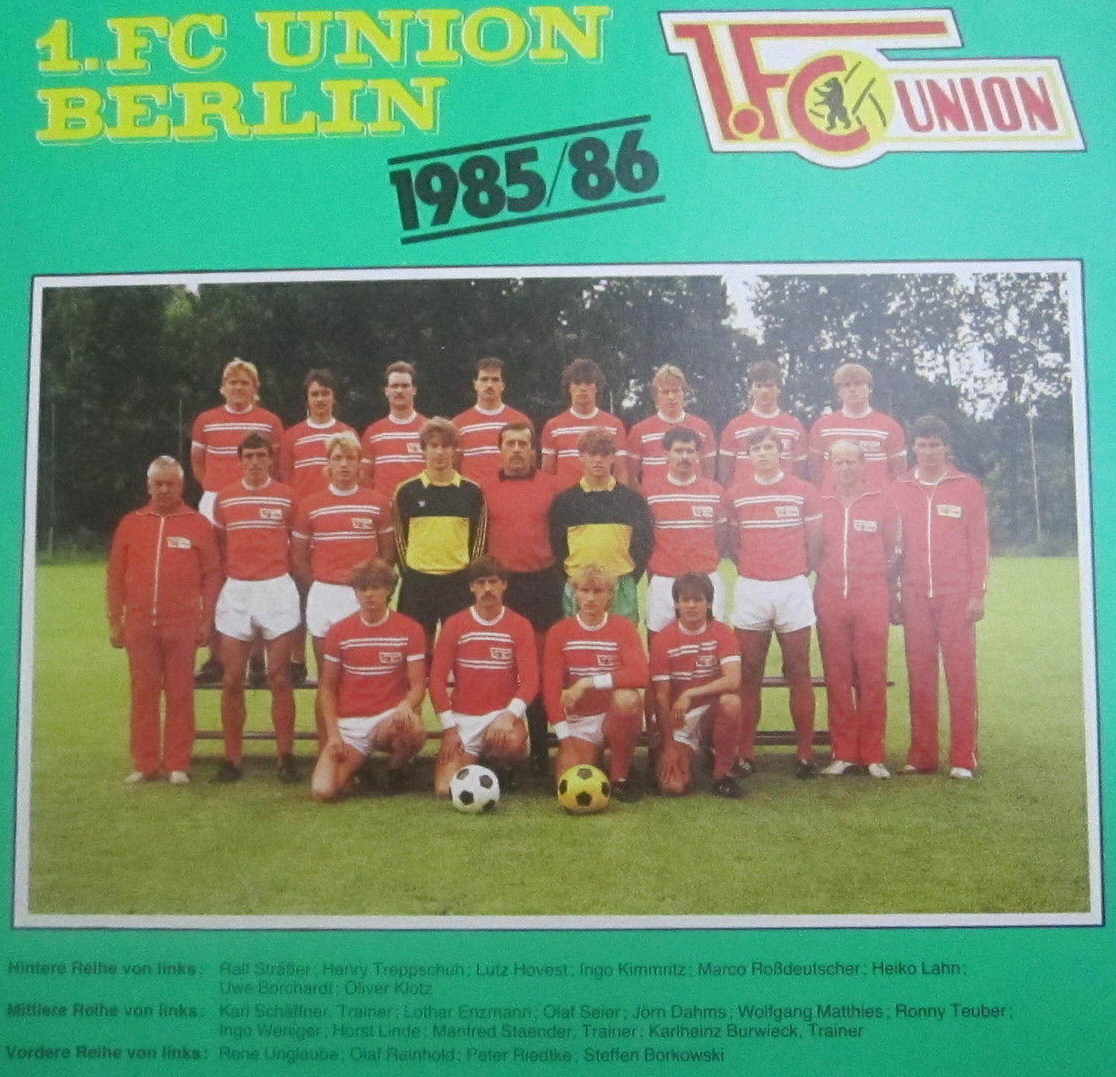 1.FC UNION
BERLIN
1.FC UNION
1985/86
Hintere Reihe von links: Ralf Sträßer; Henry Treppschuh; Lutz Hovest; Ingo Kimmritz; Marco Roßdeutscher; Heiko Lahn;
Uwe Borchardt; Oliver Klotz
Mittlere Reihe von links: Karl Schäffner, Trainer; Lothar Enzmann; Olaf Seier; Jörn Dahms; Wolfgang Matthies; Ronny Teuber;
Ingo Weniger; Horst Linde; Manfred Staender, Trainer; Karlheinz Burwieck, Trainer
Vordere Reihe von links: Rene Unglaube; Olaf Reinhold; Peter Riedtke; Steffen Borkowski